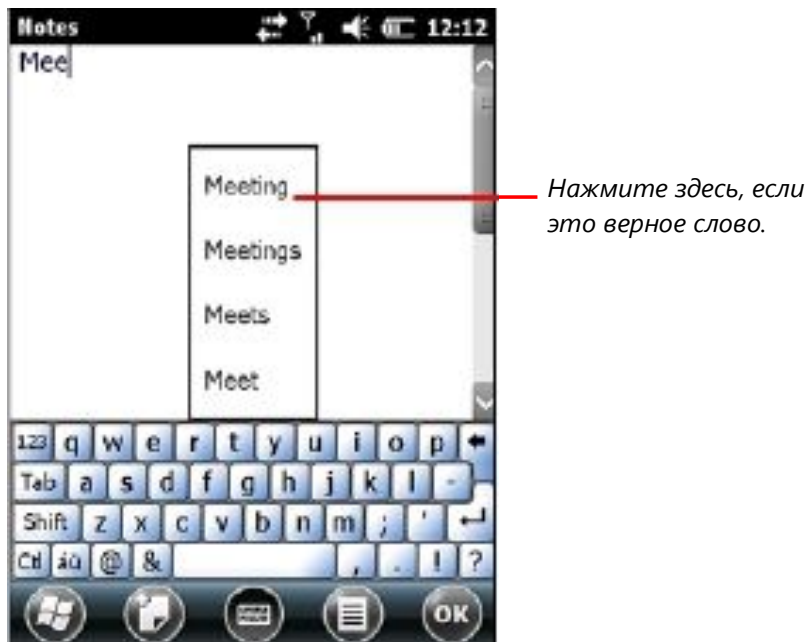 Notes 12:12
Mee
Meeting
Meetings
Meets
Meet
Нажмите здесь, если
это верное слово.
123 q w e r t y u i o p
Tab a s d f g h j k l -
Shift z x c v b n m ; '
Ctl áü @ & , . ! ?
OK